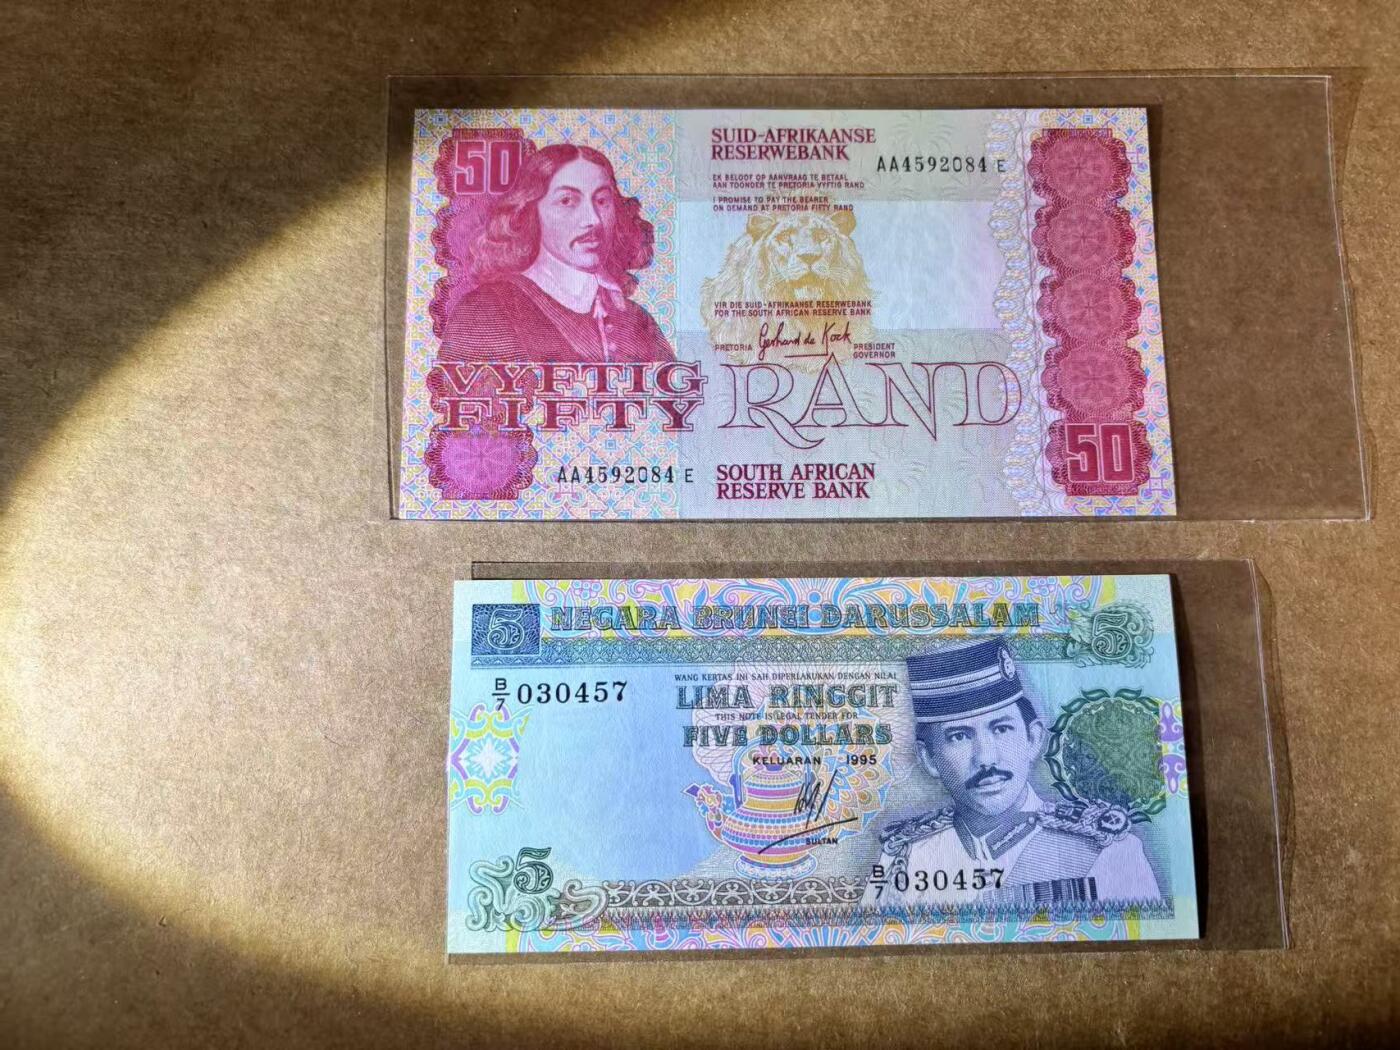 50
SUID-AFRIKAANSE
RESERWEBANK
AA4592084 E
EK BELOOF OP AANVRAAG TE BETAAL
AAN TOONDER TE PRETORIA VYFTIG RAND
I PROMISE TO PAY THE BEARER
ON DEMAND AT PRETORIA FIFTY RAND
VIR DIE SUID-AFRIKAANSE RESERWEBANK
FOR THE SOUTH AFRICAN RESERVE BANK
Gerhard de Kock
PRETORIA
PRESIDENT
GOVERNOR
VYFTIG
FIFTY
RAND
50
AA4592084 E
SOUTH AFRICAN
RESERVE BANK
5
NEGARA BRUNEI DARUSSALAM
5
B/7 030457
WANG KERTAS INI SAH DIPERLAKUKAN DENGAN NILAI
LIMA RINGGIT
THIS NOTE IS LEGAL TENDER FOR
FIVE DOLLARS
KELUARAN 1995
SULTAN
5
B/7 030457